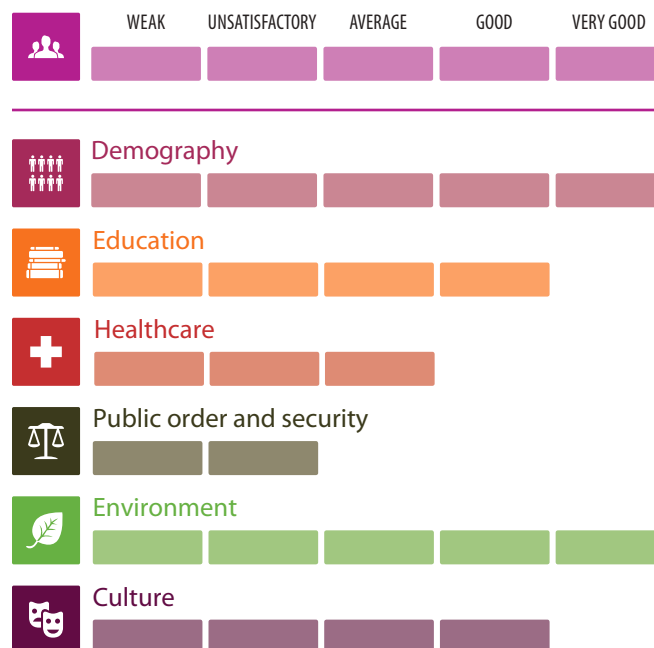 WEAK UNSATISFACTORY AVERAGE GOOD VERY GOOD
Demography
Education
Healthcare
Public order and security
Environment
Culture